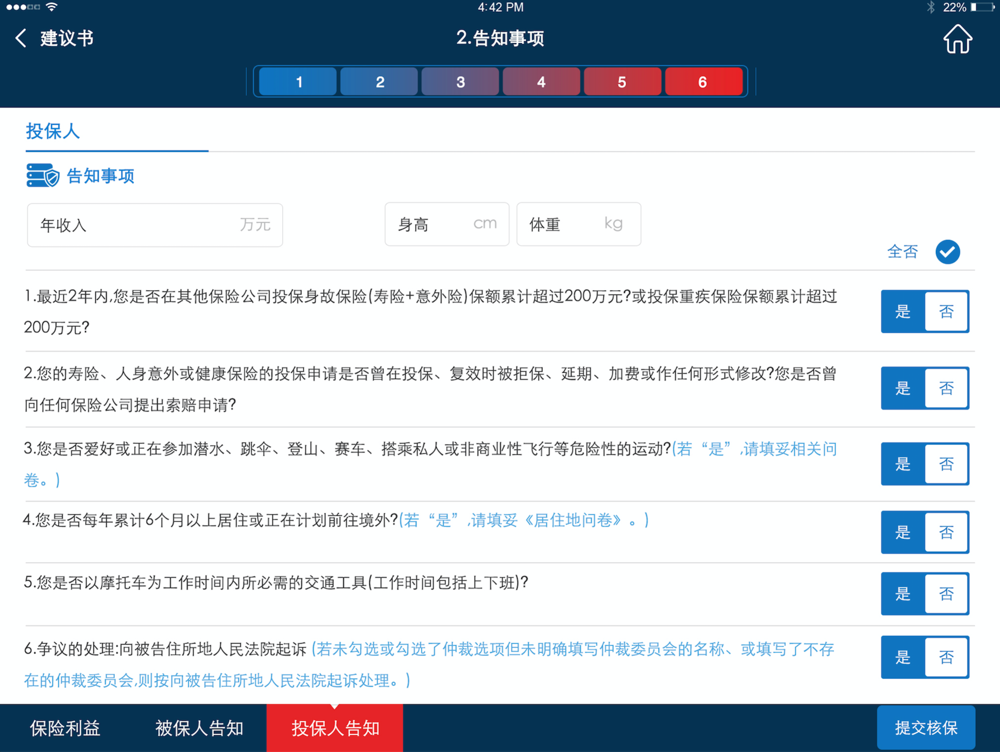 4:42 PM
22%
建议书
2.告知事项
1 2 3 4 5 6
投保人
告知事项
年收入 万元 身高 cm 体重 kg
全否
1.最近2年内,您是否在其他保险公司投保身故保险(寿险+意外险)保额累计超过200万元?或投保重疾保险保额累计超过
200万元?
是 否
2.您的寿险、人身意外或健康保险的投保申请是否曾在投保、复效时被拒保、延期、加费或作任何形式修改?您是否曾
向任何保险公司提出索赔申请?
是 否
3.您是否爱好或正在参加潜水、跳伞、登山、赛车、搭乘私人或非商业性飞行等危险性的运动?(若“是”,请填妥相关问
卷。)
是 否
4.您是否每年累计6个月以上居住或正在计划前往境外?(若“是”,请填妥《居住地问卷》。)
是 否
5.您是否以摩托车为工作时间内所必需的交通工具(工作时间包括上下班)?
是 否
6.争议的处理:向被告住所地人民法院起诉 (若未勾选或勾选了仲裁选项但未明确填写仲裁委员会的名称、或填写了不存
在的仲裁委员会,则按向被告住所地人民法院起诉处理。)
是 否
保险利益 被保人告知 投保人告知 提交核保